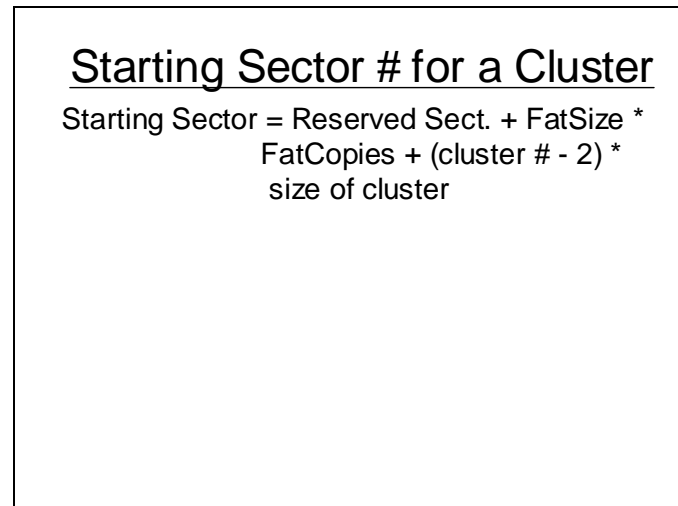 Starting Sector # for a Cluster
Starting Sector = Reserved Sect. + FatSize *
FatCopies + (cluster # - 2) *
size of cluster